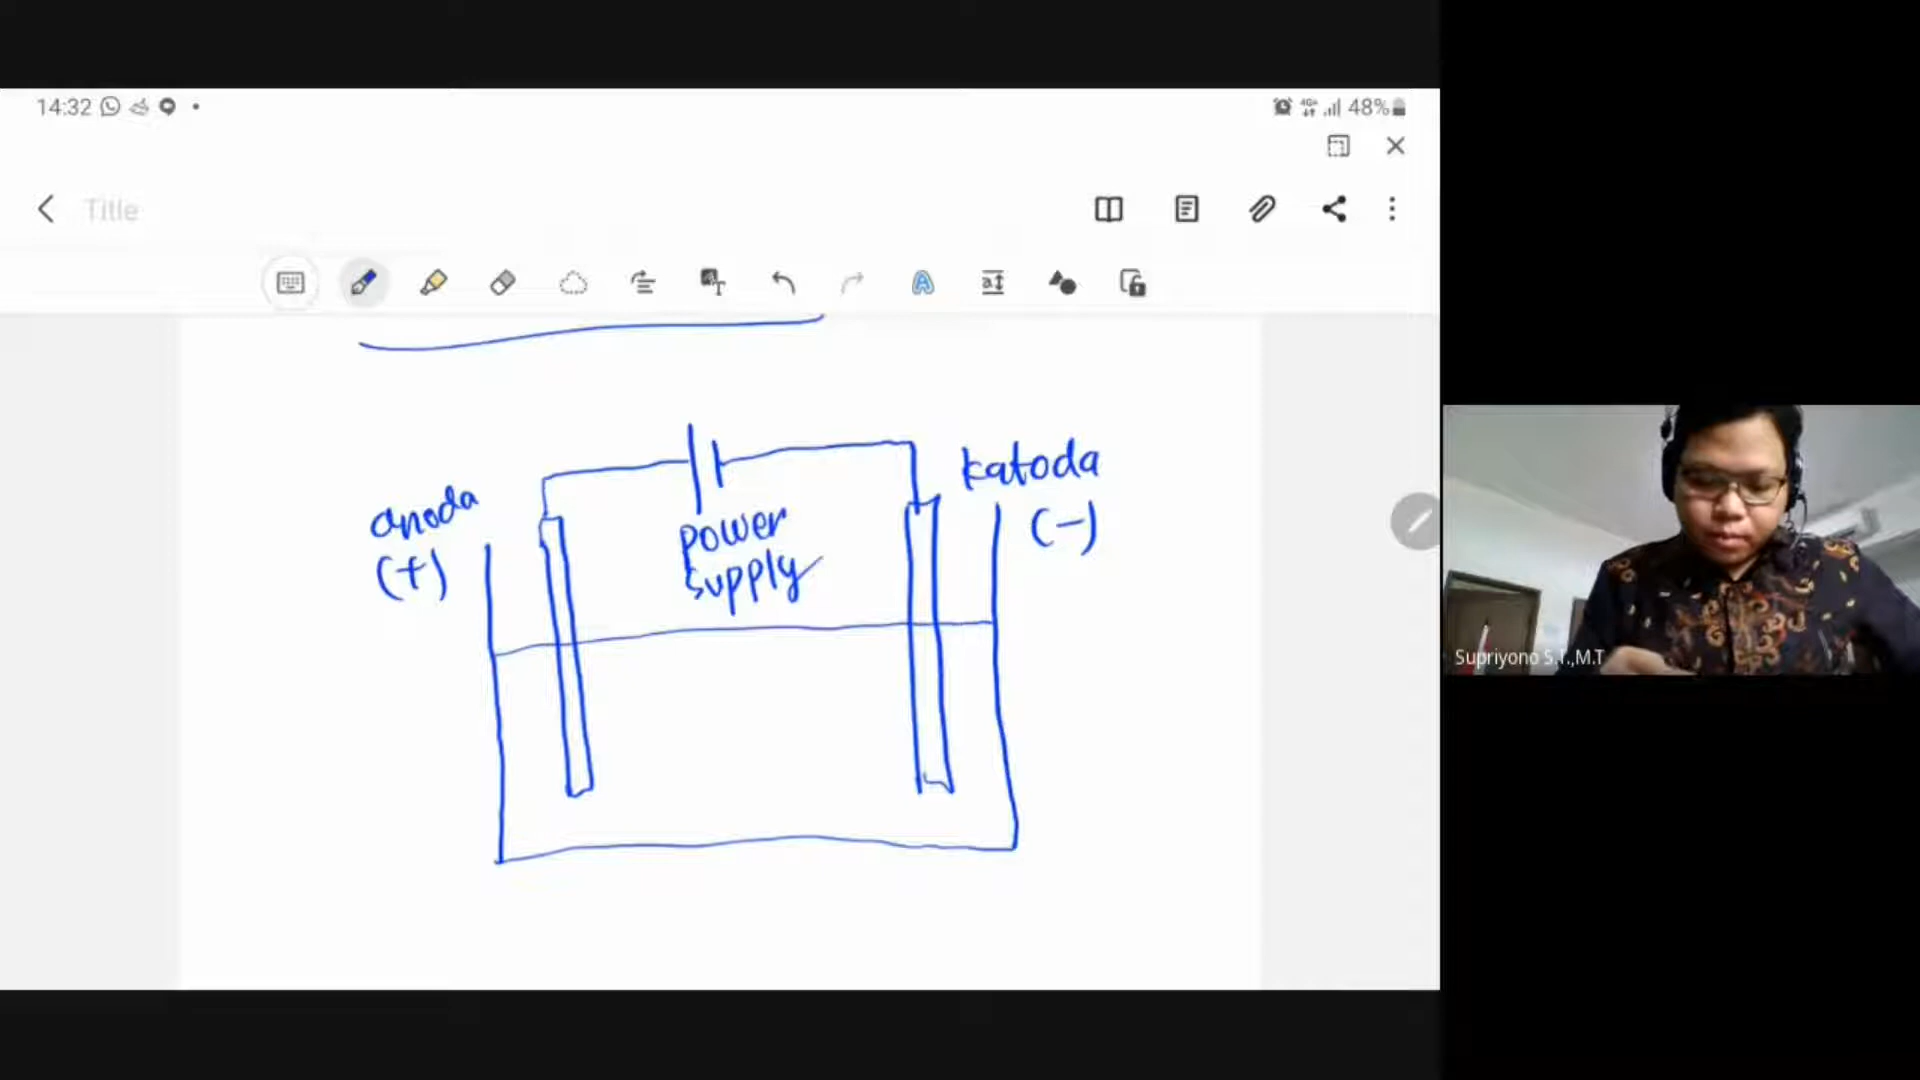 14:32
48%
Title
anoda
(+)
power
supply
katoda
(-)
Supriyono S.T.,M.T